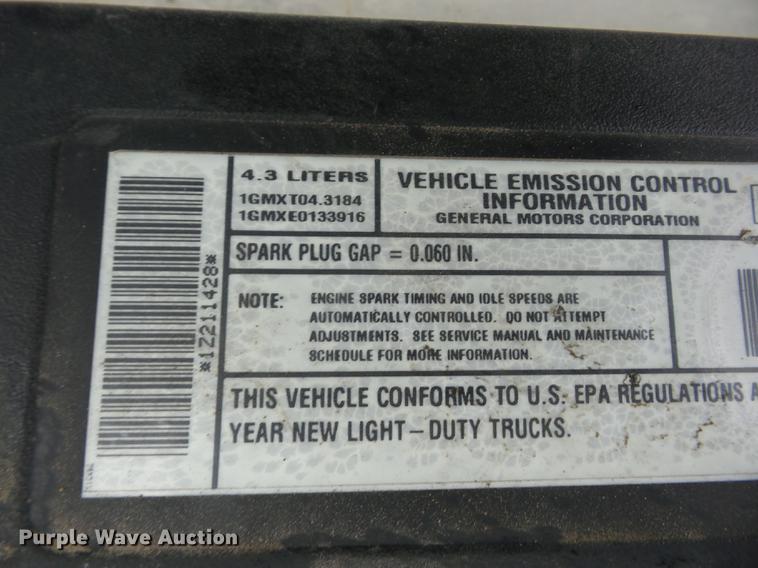 4.3 LITERS
1GMXT04.3184
1GMXE0133916
VEHICLE EMISSION CONTROL
INFORMATION
GENERAL MOTORS CORPORATION
SPARK PLUG GAP = 0.060 IN.
NOTE: ENGINE SPARK TIMING AND IDLE SPEEDS ARE
AUTOMATICALLY CONTROLLED. DO NOT ATTEMPT
ADJUSTMENTS. SEE SERVICE MANUAL AND MAINTENANCE
SCHEDULE FOR MORE INFORMATION.
THIS VEHICLE CONFORMS TO U.S. EPA REGULATIONS A
YEAR NEW LIGHT-DUTY TRUCKS.
*1Z211428*
Purple Wave Auction